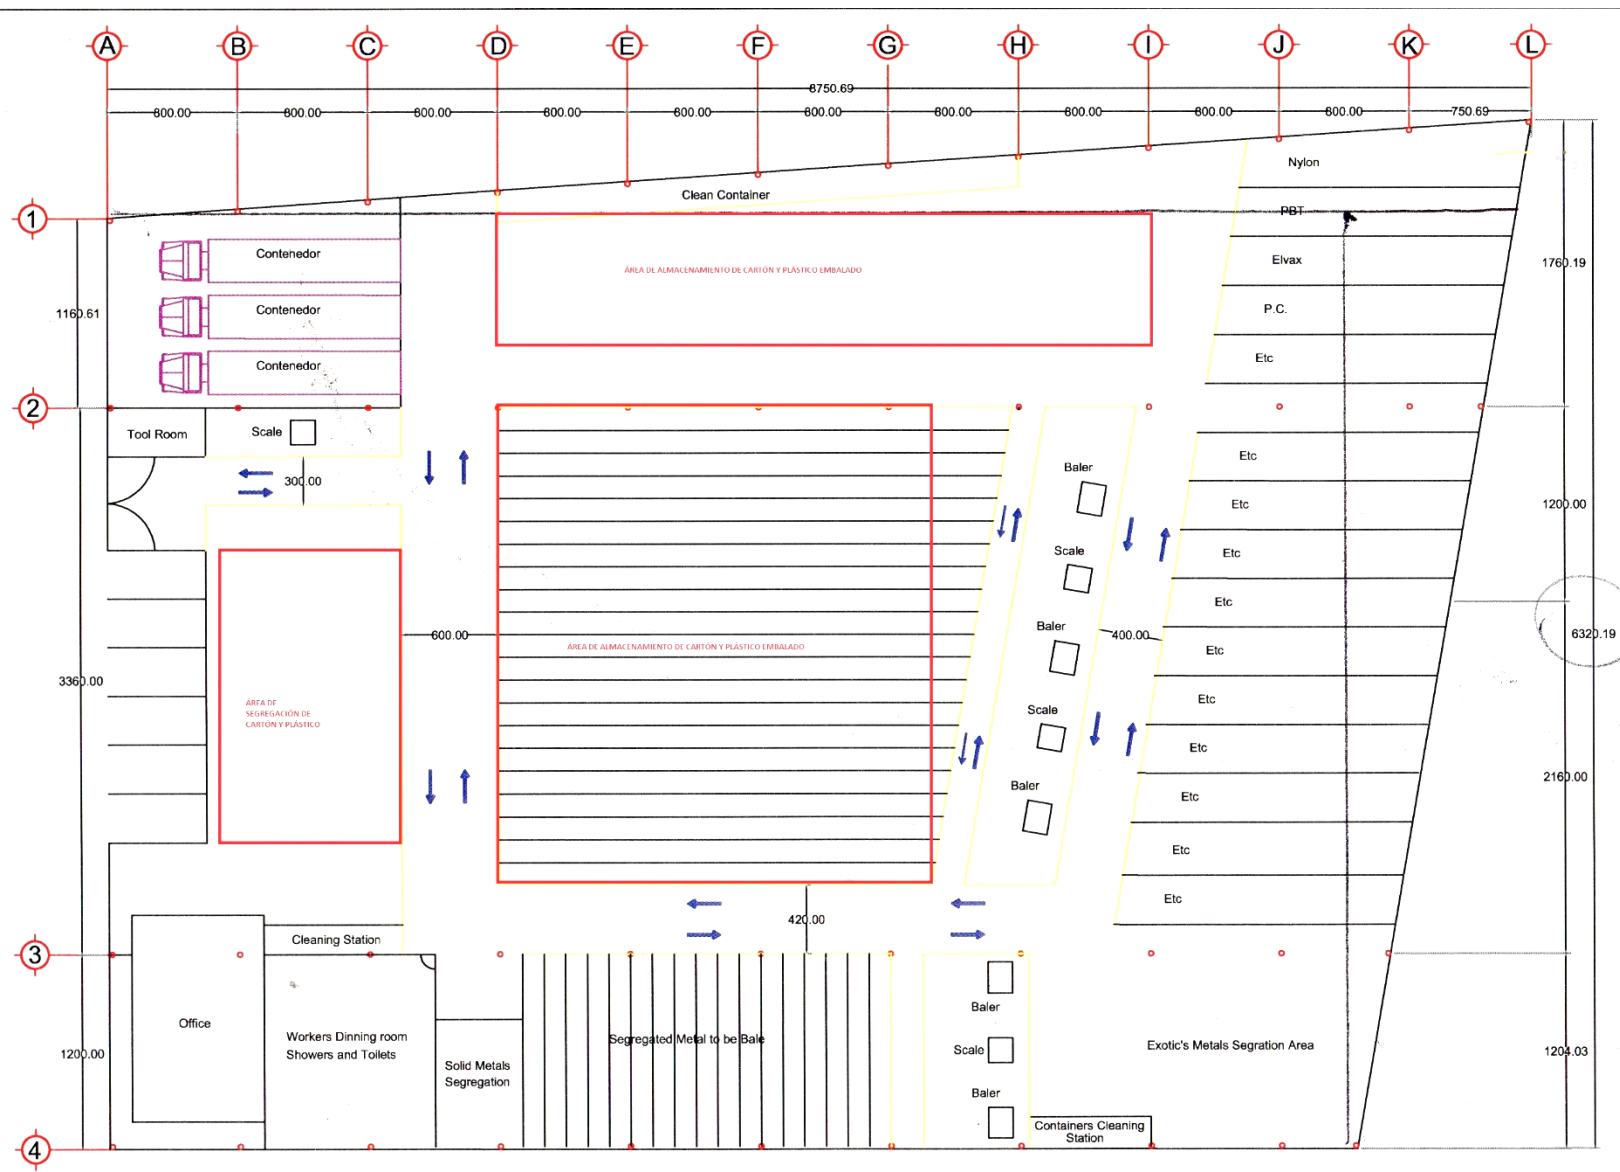 A B C D E F G H I J K L
8750.69
800.00 800.00 800.00 800.00 800.00 800.00 800.00 800.00 800.00 800.00 750.69
Nylon
Clean Container
1
PBT
Contenedor
ÁREA DE ALMACENAMIENTO DE CARTÓN Y PLÁSTICO EMBALADO
Elvax
1760.19
1160.61
Contenedor
P.C.
Contenedor
Etc
2
Tool Room
Scale
Etc
Baler
300.00
Etc
1200.00
Scale
Etc
Etc
Baler
600.00
400.00
6320.19
ÁREA DE ALMACENAMIENTO DE CARTÓN Y PLÁSTICO EMBALADO
Etc
3360.00
ÁREA DE
SEGREGACIÓN DE
CARTÓN Y PLÁSTICO
Etc
Scale
Etc
2160.00
Baler
Etc
Etc
Etc
420.00
Cleaning Station
3
Baler
Office
Workers Dinning room
Showers and Toilets
Segregated Metal to be Bale
Scale
Exotic's Metals Segration Area
1200.00
1204.03
Solid Metals
Segregation
Baler
Containers Cleaning
Station
4